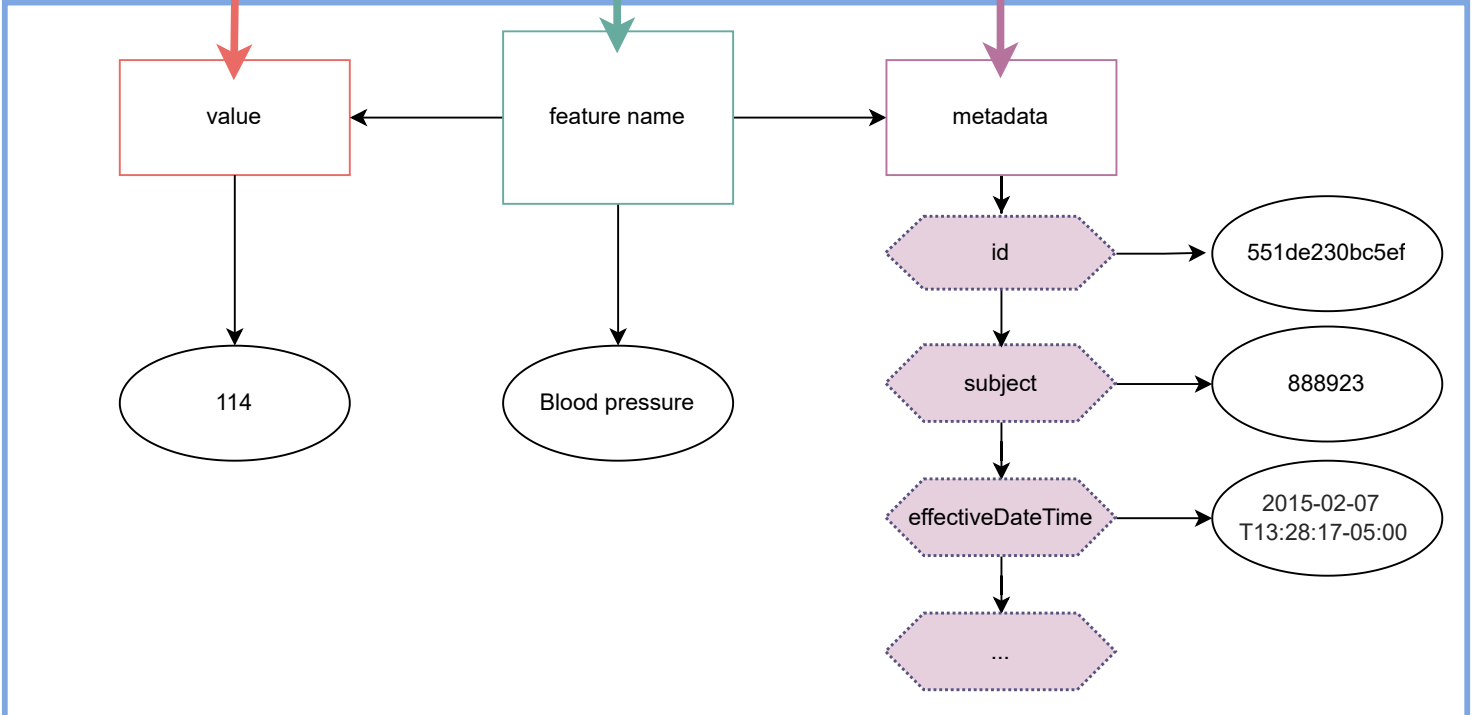 value
feature name
metadata
id
551de230bc5ef
subject
888923
114
Blood pressure
effectiveDateTime
2015-02-07
T13:28:17-05:00
...